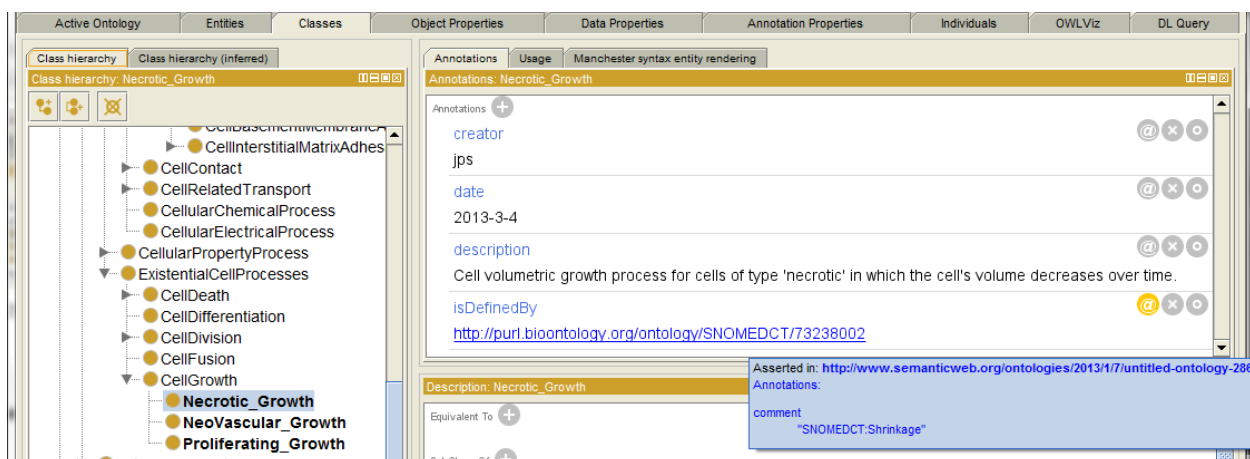 Active Ontology Entities Classes Object Properties Data Properties Annotation Properties Individuals OWLViz DL Query
Class hierarchy Class hierarchy (inferred)
Class hierarchy: Necrotic_Growth
CellInterstitialMatrixAdhes
CellContact
CellRelatedTransport
CellularChemicalProcess
CellularElectricalProcess
CellularPropertyProcess
ExistentialCellProcesses
CellDeath
CellDifferentiation
CellDivision
CellFusion
CellGrowth
Necrotic_Growth
NeoVascular_Growth
Proliferating_Growth
Annotations Usage Manchester syntax entity rendering
Annotations: Necrotic_Growth
Annotations
creator
jps
date
2013-3-4
description
Cell volumetric growth process for cells of type 'necrotic' in which the cell's volume decreases over time.
isDefinedBy
http://purl.bioontology.org/ontology/SNOMEDCT/73238002
Description: Necrotic_Growth
Equivalent To
Asserted in: http://www.semanticweb.org/ontologies/2013/1/7/untitled-ontology-286
Annotations:
comment
"SNOMEDCT:Shrinkage"